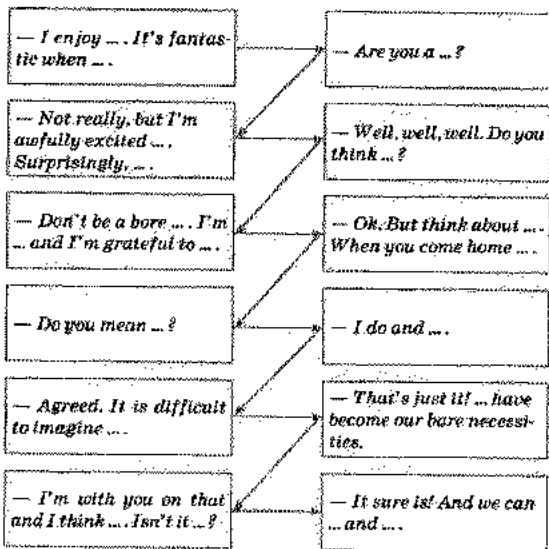 — I enjoy ... . It's fantas-
tic when ... .
— Are you a ... ?
— Not really, but I'm
awfully excited ... .
Surprisingly, ... .
— Well, well, well. Do you
think ... ?
— Don't be a bore ... . I'm
... and I'm grateful to ... .
— Ok. But think about ... .
When you come home ... .
— Do you mean ... ?
— I do and ... .
— Agreed. It is difficult
to imagine ... .
— That's just it! ... have
become our bare necessi-
ties.
— I'm with you on that
and I think ... . Isn't it ... ?
— It sure is! And we can
... and ... .